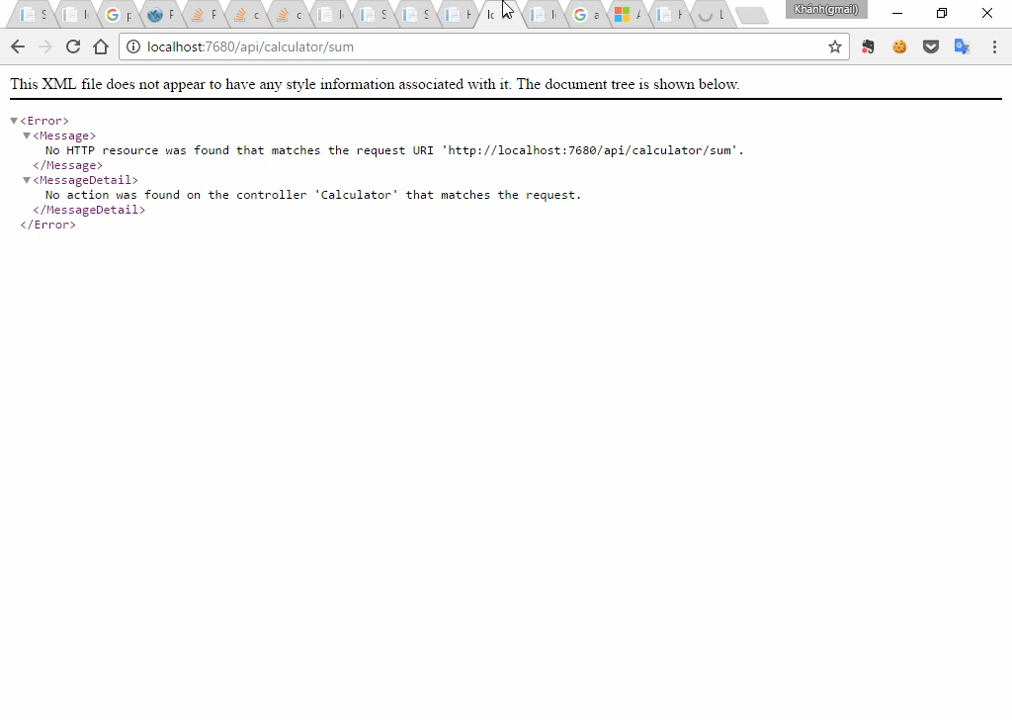 Khánh(gmail)
localhost:7680/api/calculator/sum
This XML file does not appear to have any style information associated with it. The document tree is shown below.
<Error>
<Message>
No HTTP resource was found that matches the request URI 'http://localhost:7680/api/calculator/sum'.
</Message>
<MessageDetail>
No action was found on the controller 'Calculator' that matches the request.
</MessageDetail>
</Error>